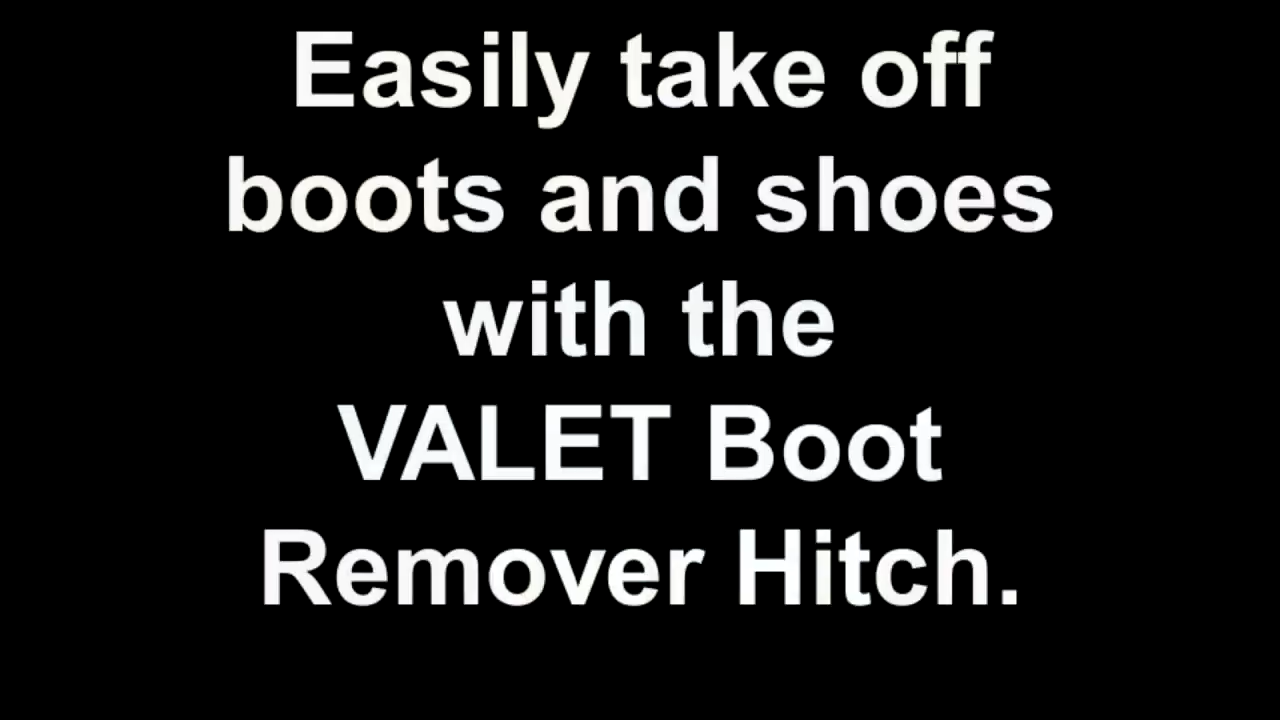 Easily take off
boots and shoes
with the
VALET Boot
Remover Hitch.